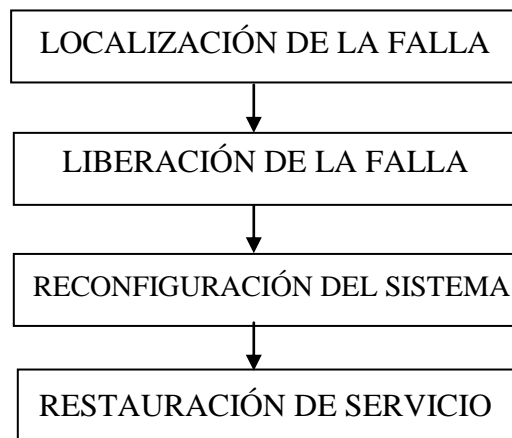 LOCALIZACIÓN DE LA FALLA
LIBERACIÓN DE LA FALLA
RECONFIGURACIÓN DEL SISTEMA
RESTAURACIÓN DE SERVICIO